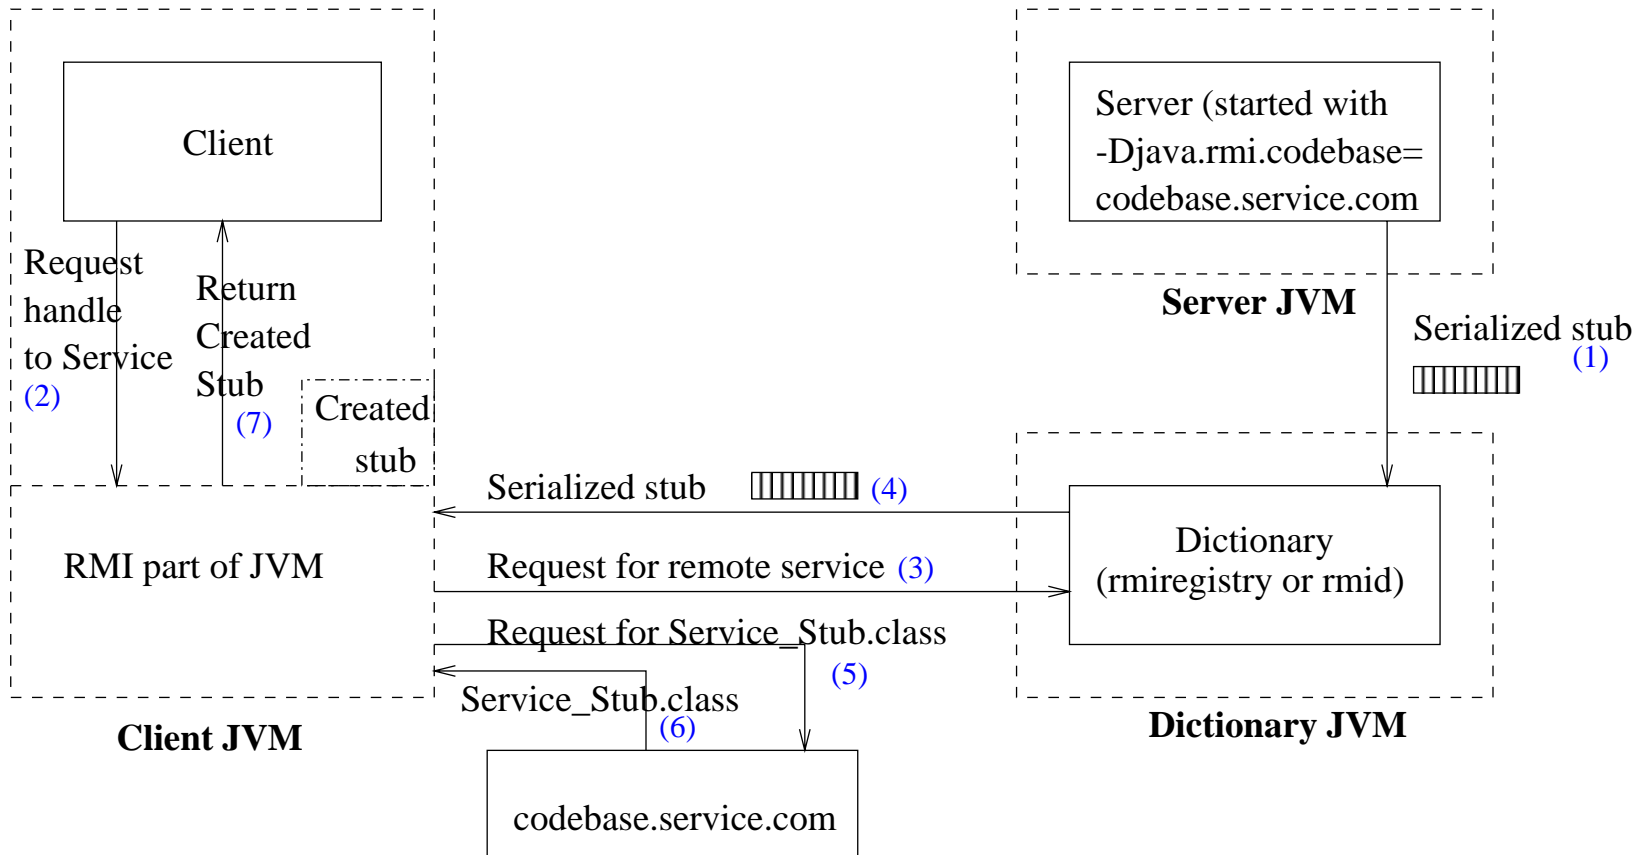 Client
Request
handle
to Service
(2)
Return
Created
Stub
(7)
Created
stub
RMI part of JVM
Client JVM
Server (started with
-Djava.rmi.codebase=
codebase.service.com
Server JVM
Serialized stub
(1)
Serialized stub (4)
Request for remote service (3)
Dictionary
(rmiregistry or rmid)
Dictionary JVM
Request for Service_Stub.class
(5)
Service_Stub.class
(6)
codebase.service.com